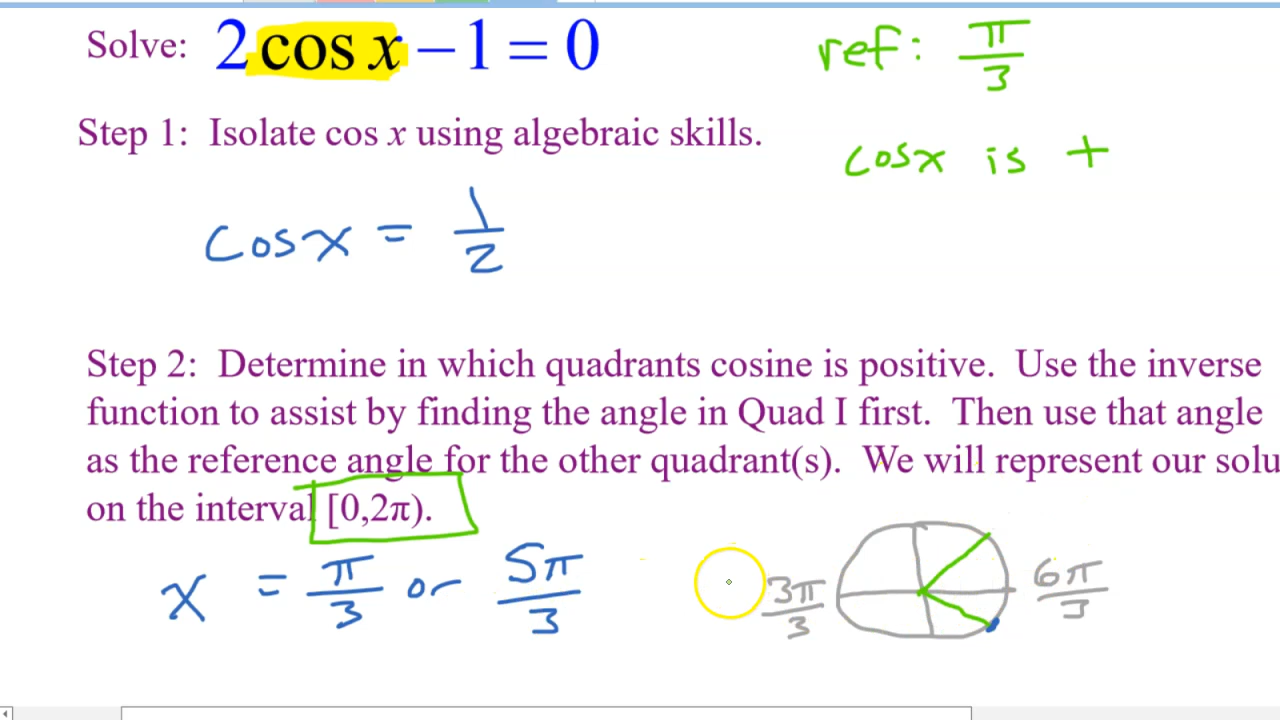 Solve: 2 cos x – 1 = 0
ref: π/3
Step 1: Isolate cos x using algebraic skills.
cosx is +
cosx = 1/2
Step 2: Determine in which quadrants cosine is positive. Use the inverse
function to assist by finding the angle in Quad I first. Then use that angle
as the reference angle for the other quadrant(s). We will represent our solu
on the interval [0,2π).
x = π/3 or 5π/3
3π/3
6π/3